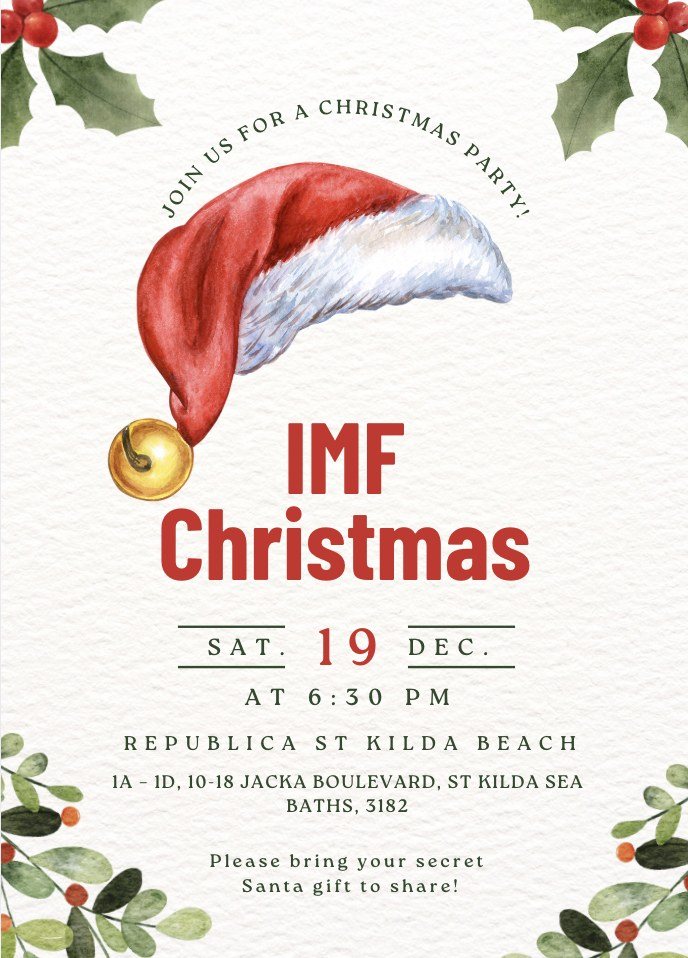 JOIN US FOR A CHRISTMAS PARTY!
IMF
Christmas
SAT. 19 DEC.
AT 6:30 PM
REPUBLICA ST KILDA BEACH
1A – 1D, 10-18 JACKA BOULEVARD, ST KILDA SEA
BATHS, 3182
Please bring your secret
Santa gift to share!